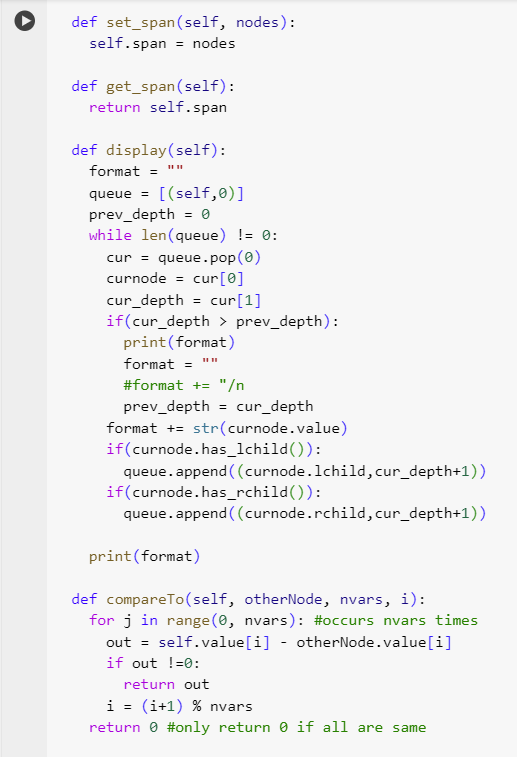 def set_span(self, nodes):
  self.span = nodes

def get_span(self):
  return self.span

def display(self):
  format = ""
  queue = [(self,0)]
  prev_depth = 0
  while len(queue) != 0:
    cur = queue.pop(0)
    curnode = cur[0]
    cur_depth = cur[1]
    if(cur_depth > prev_depth):
      print(format)
      format = ""
      #format += "/n
      prev_depth = cur_depth
    format += str(curnode.value)
    if(curnode.has_lchild()):
      queue.append((curnode.lchild,cur_depth+1))
    if(curnode.has_rchild()):
      queue.append((curnode.rchild,cur_depth+1))

  print(format)

def compareTo(self, otherNode, nvars, i):
  for j in range(0, nvars): #occurs nvars times
    out = self.value[i] - otherNode.value[i]
    if out !=0:
      return out
    i = (i+1) % nvars
  return 0 #only return 0 if all are same